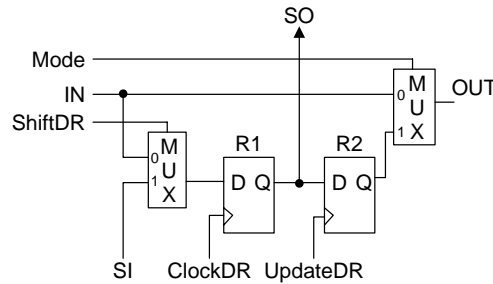 SO
Mode
IN
ShiftDR
0
1
M
U
X
R1
D Q
R2
D Q
0
1
M
U
X
OUT
SI
ClockDR
UpdateDR